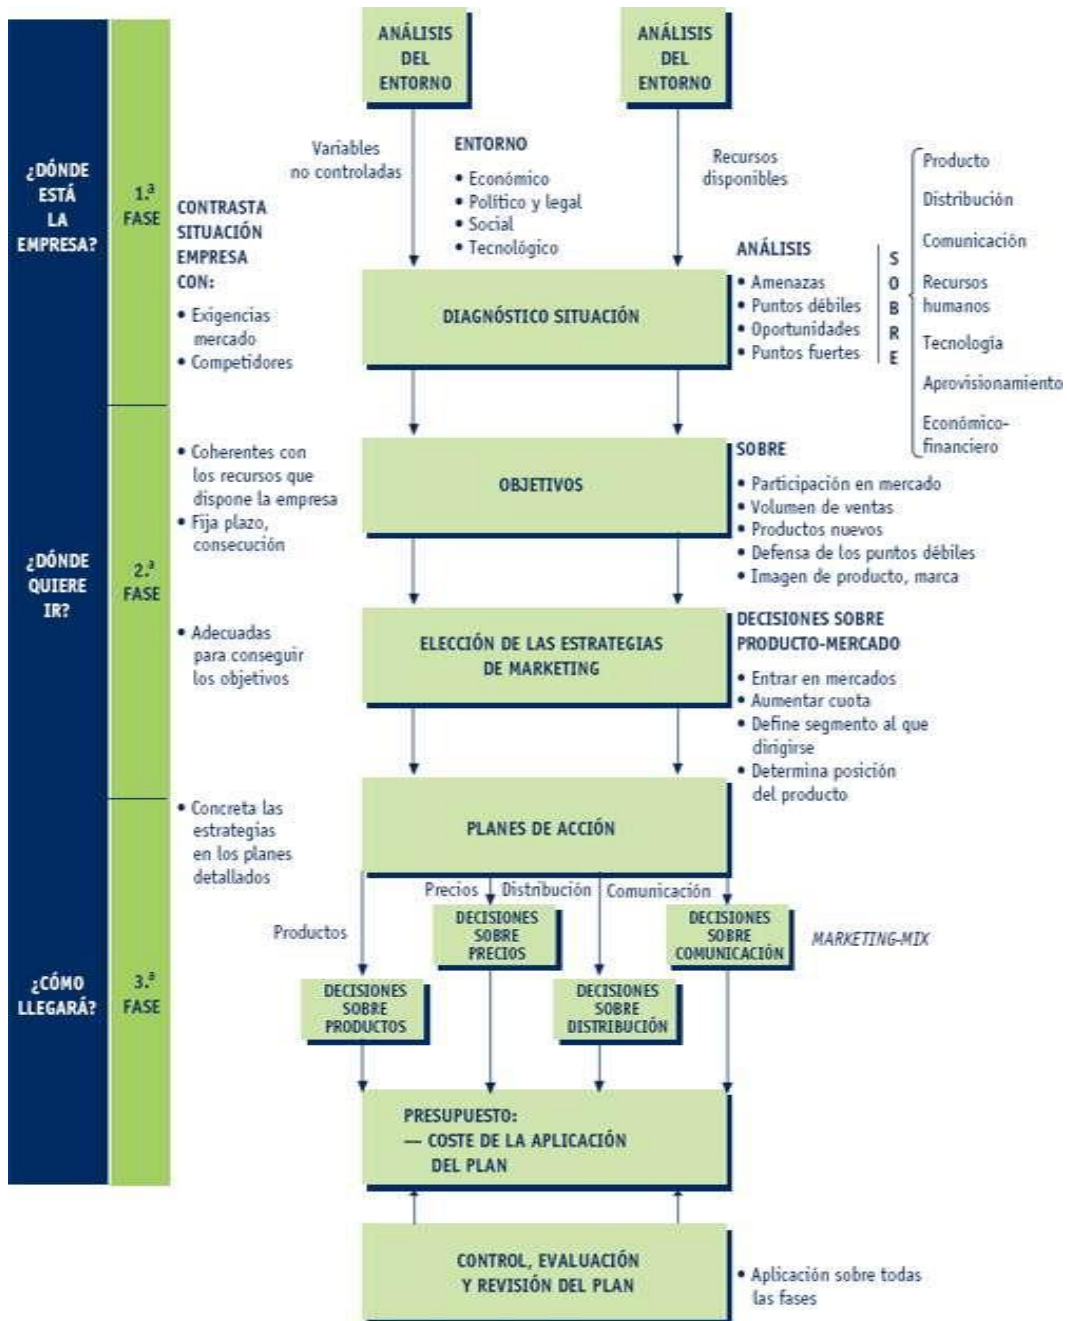 ¿DÓNDE
ESTÁ
LA
EMPRESA?
1.ª
FASE
ANÁLISIS
DEL
ENTORNO
ANÁLISIS
DEL
ENTORNO
Variables
no controladas
ENTORNO
• Económico
• Político y legal
• Social
• Tecnológico
Recursos
disponibles
CONTRASTA
SITUACIÓN
EMPRESA
CON:
• Exigencias
mercado
• Competidores
DIAGNÓSTICO SITUACIÓN
ANÁLISIS
• Amenazas
• Puntos débiles
• Oportunidades
• Puntos fuertes
S
O
B
R
E
Producto
Distribución
Comunicación
Recursos
humanos
Tecnología
Aprovisionamiento
Económico-
financiero
¿DÓNDE
QUIERE
IR?
2.ª
FASE
• Coherentes con
los recursos que
dispone la empresa
• Fija plazo,
consecución
OBJETIVOS
SOBRE
• Participación en mercado
• Volumen de ventas
• Productos nuevos
• Defensa de los puntos débiles
• Imagen de producto, marca
• Adecuadas
para conseguir
los objetivos
ELECCIÓN DE LAS ESTRATEGIAS
DE MARKETING
DECISIONES SOBRE
PRODUCTO-MERCADO
• Entrar en mercados
• Aumentar cuota
• Define segmento al que
dirigirse
• Determina posición
del producto
¿CÓMO
LLEGARÁ?
3.ª
FASE
• Concreta las
estrategias
en los planes
detallados
PLANES DE ACCIÓN
Productos
Precios
Distribución
Comunicación
DECISIONES
SOBRE
PRODUCTOS
DECISIONES
SOBRE
PRECIOS
DECISIONES
SOBRE
DISTRIBUCIÓN
DECISIONES
SOBRE
COMUNICACIÓN
MARKETING-MIX
PRESUPUESTO:
— COSTE DE LA APLICACIÓN
DEL PLAN
CONTROL, EVALUACIÓN
Y REVISIÓN DEL PLAN
• Aplicación sobre todas
las fases